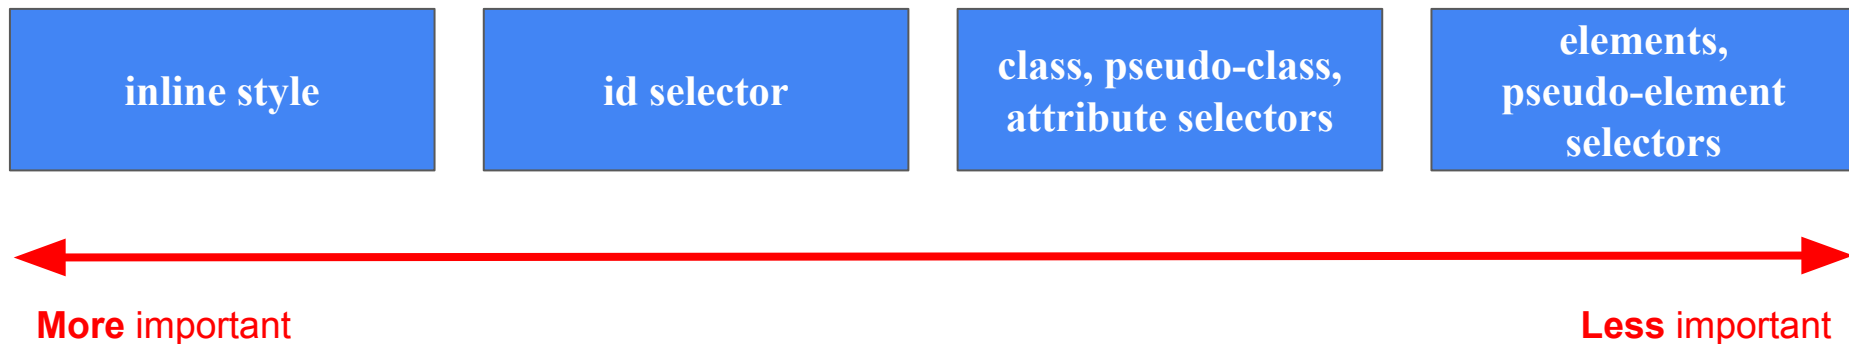 inline style
id selector
class, pseudo-class,
attribute selectors
elements,
pseudo-element
selectors
More important
Less important